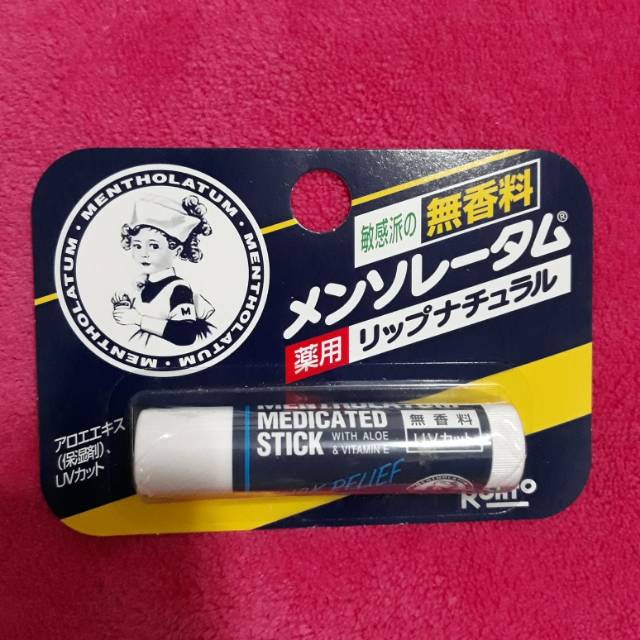 MENTHOLATUM · MENTHOLATUM · MENTHOLATUM · MENTHOLATUM ·
M
敏感派の 無香料
メンソレータム®
薬用 リップナチュラル
アロエエキス
(保湿剤)、
UVカット
MEDICATED
STICK WITH ALOE
& VITAMIN E
RELIEF
無香料
UVカット
ROHTO